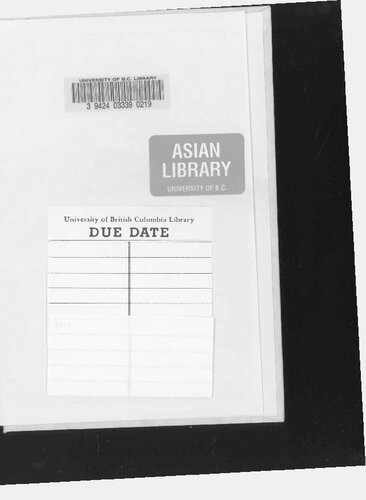 UNIVERSITY OF B.C. LIBRARY
3 9424 03339 0219
ASIAN
LIBRARY
UNIVERSITY OF B.C.
University of British Columbia Library
DUE DATE